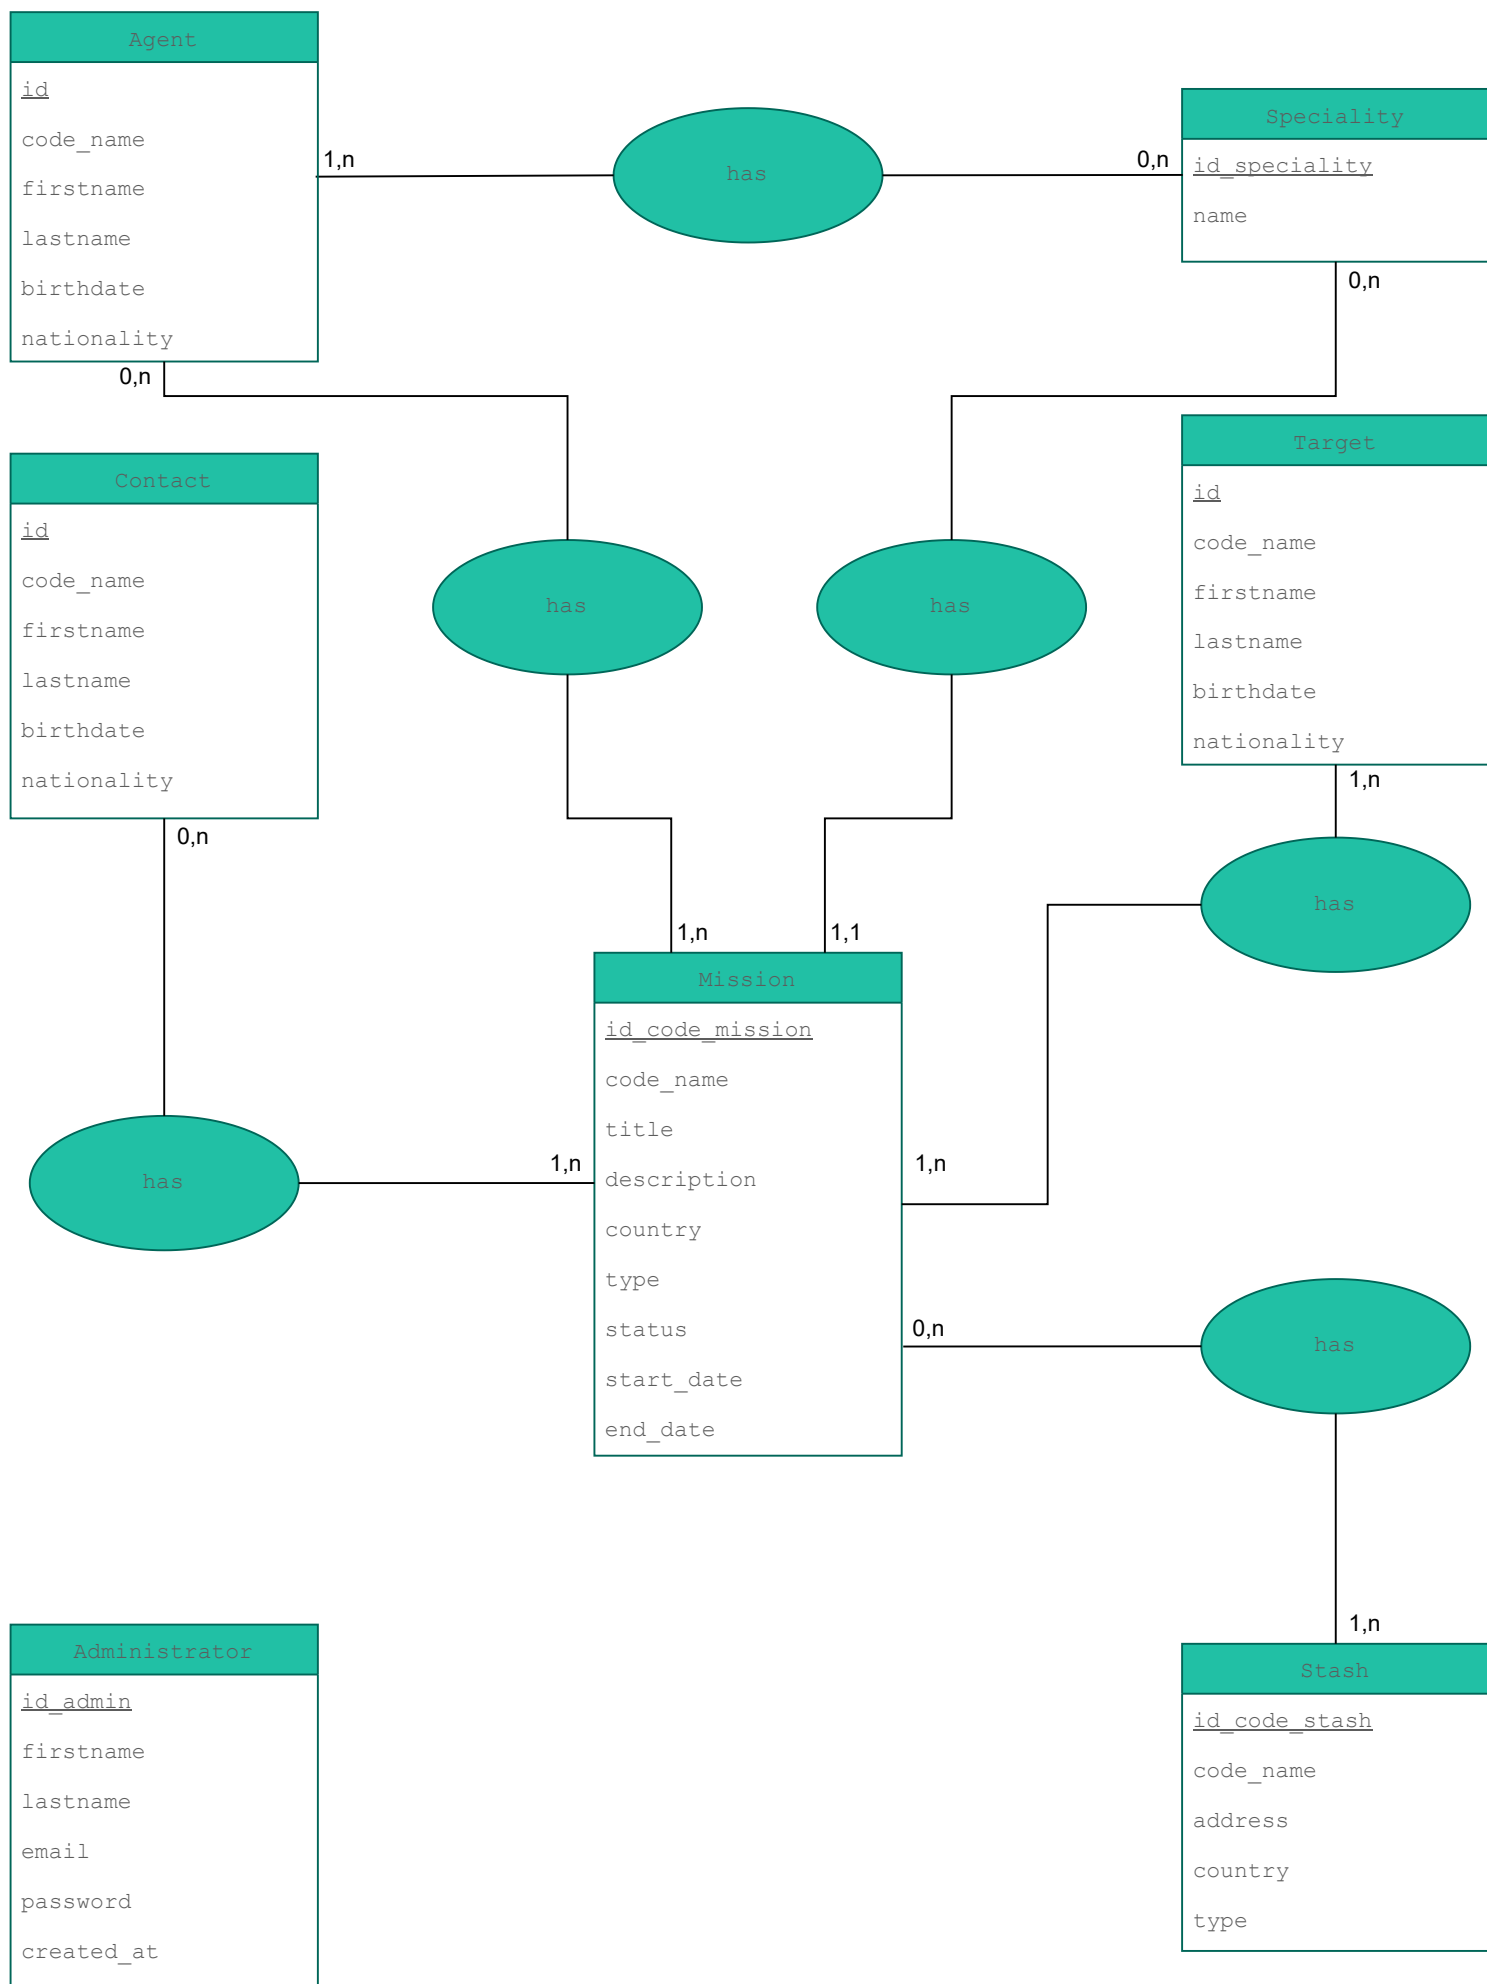 Agent
id
code_name
firstname
lastname
birthdate
nationality
1,n
has
0,n
Speciality
id_speciality
name
0,n
0,n
Contact
id
code_name
firstname
lastname
birthdate
nationality
0,n
has
has
Target
id
code_name
firstname
lastname
birthdate
nationality
1,n
has
1,n
1,1
Mission
id_code_mission
code_name
title
description
country
type
status
start_date
end_date
has
1,n
1,n
0,n
has
1,n
Administrator
id_admin
firstname
lastname
email
password
created_at
Stash
id_code_stash
code_name
address
country
type